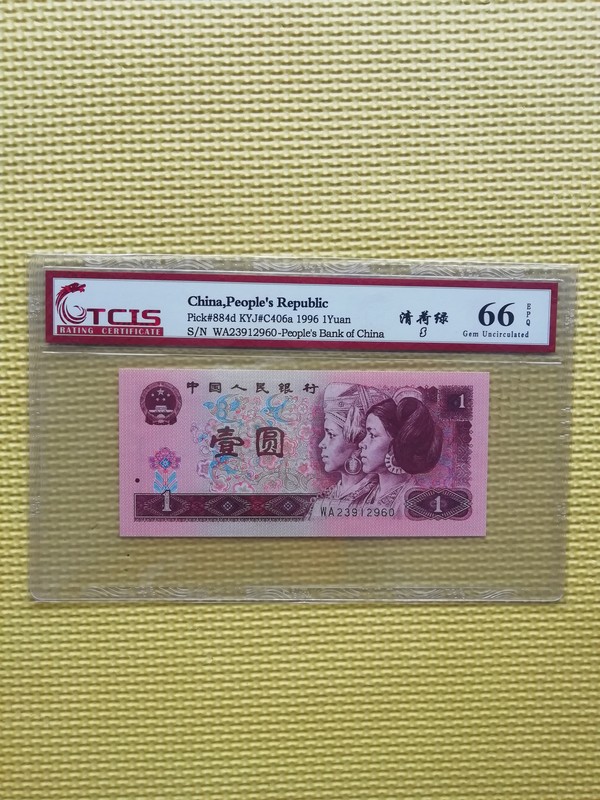 TCIS
RATING CERTIFICATE
China,People's Republic
Pick#884d KYJ#C406a 1996 1Yuan
S/N WA23912960-People's Bank of China
清荷绿
66
EPQ
Gem Uncirculated
中国人民银行
1
壹圆
1
WA23912960
1